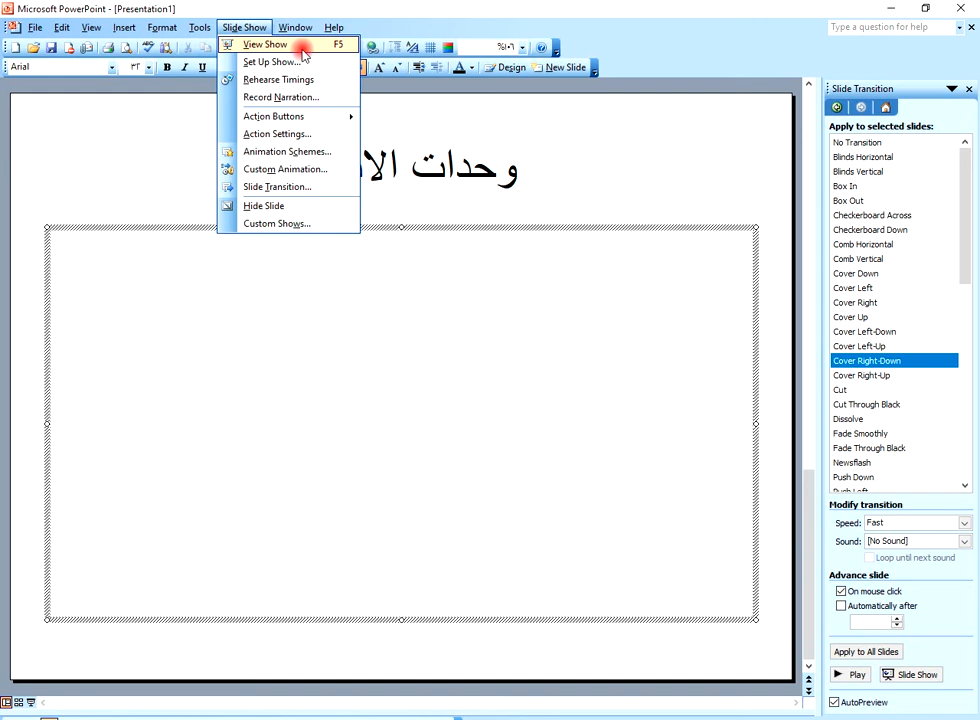 Microsoft PowerPoint - [Presentation1]
File Edit View Insert Format Tools Slide Show Window Help
Type a question for help
%١٠٦
Arial ٣٢ B I U A A A Design New Slide
View Show F5
Set Up Show...
Rehearse Timings
Record Narration...
Action Buttons
Action Settings...
Animation Schemes...
Custom Animation...
Slide Transition...
Hide Slide
Custom Shows...
وحدات
Slide Transition
Apply to selected slides:
No Transition
Blinds Horizontal
Blinds Vertical
Box In
Box Out
Checkerboard Across
Checkerboard Down
Comb Horizontal
Comb Vertical
Cover Down
Cover Left
Cover Right
Cover Up
Cover Left-Down
Cover Left-Up
Cover Right-Down
Cover Right-Up
Cut
Cut Through Black
Dissolve
Fade Smoothly
Fade Through Black
Newsflash
Push Down
Push Left
Modify transition
Speed: Fast
Sound: [No Sound]
Loop until next sound
Advance slide
On mouse click
Automatically after
Apply to All Slides
Play Slide Show
AutoPreview